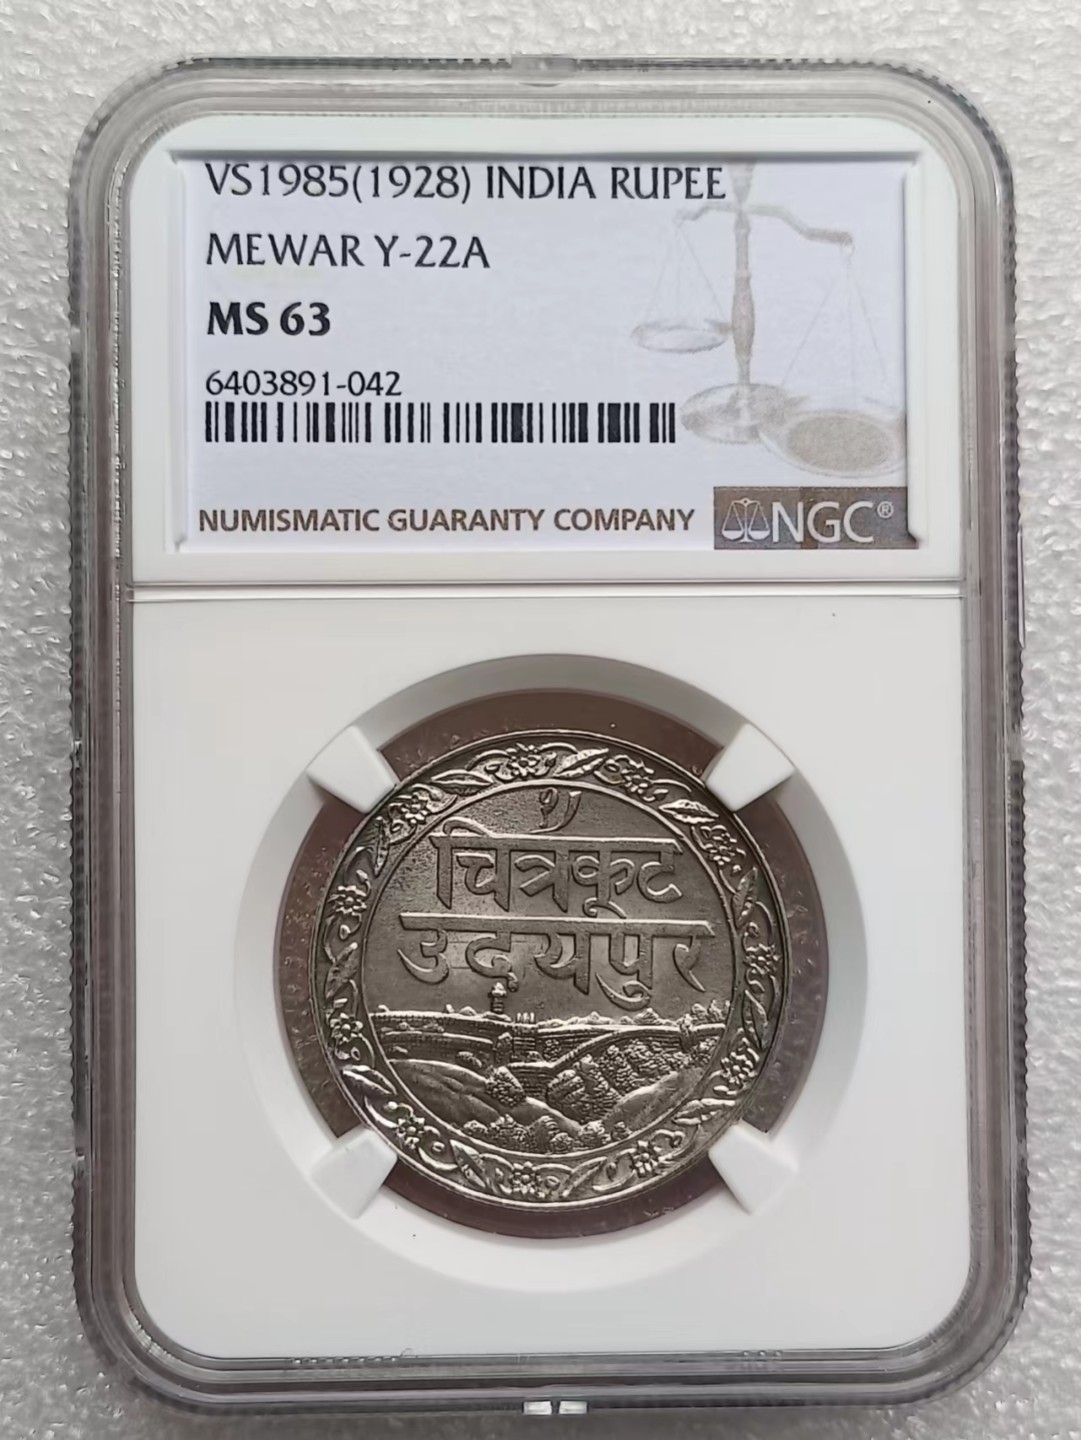 VS1985(1928) INDIA RUPEE
MEWAR Y-22A
MS 63
6403891-042
NUMISMATIC GUARANTY COMPANY NGC®
चित्रकूट
उदयपुर